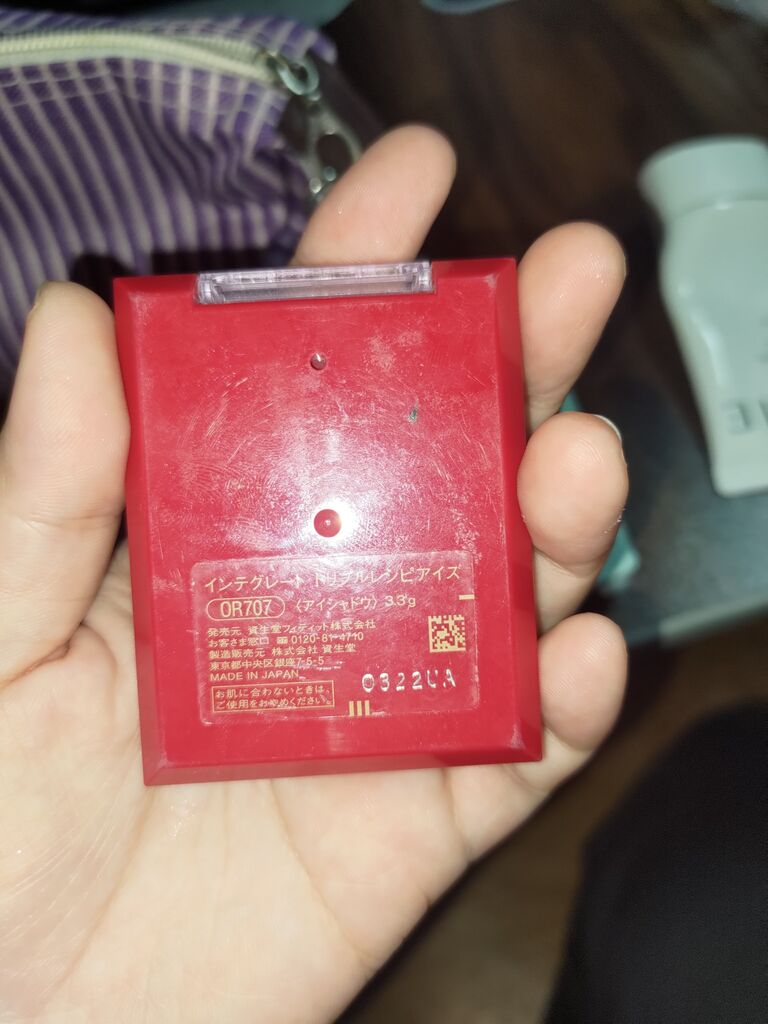 インテグレート トリプルレシピアイズ
OR707 〈アイシャドウ〉 3.3g
発売元 資生堂フィティット株式会社
お客さま窓口 0120-81-4710
製造販売元 株式会社 資生堂
東京都中央区銀座7-5-5
MADE IN JAPAN
お肌に合わないときは、
ご使用をおやめください。
0322UA